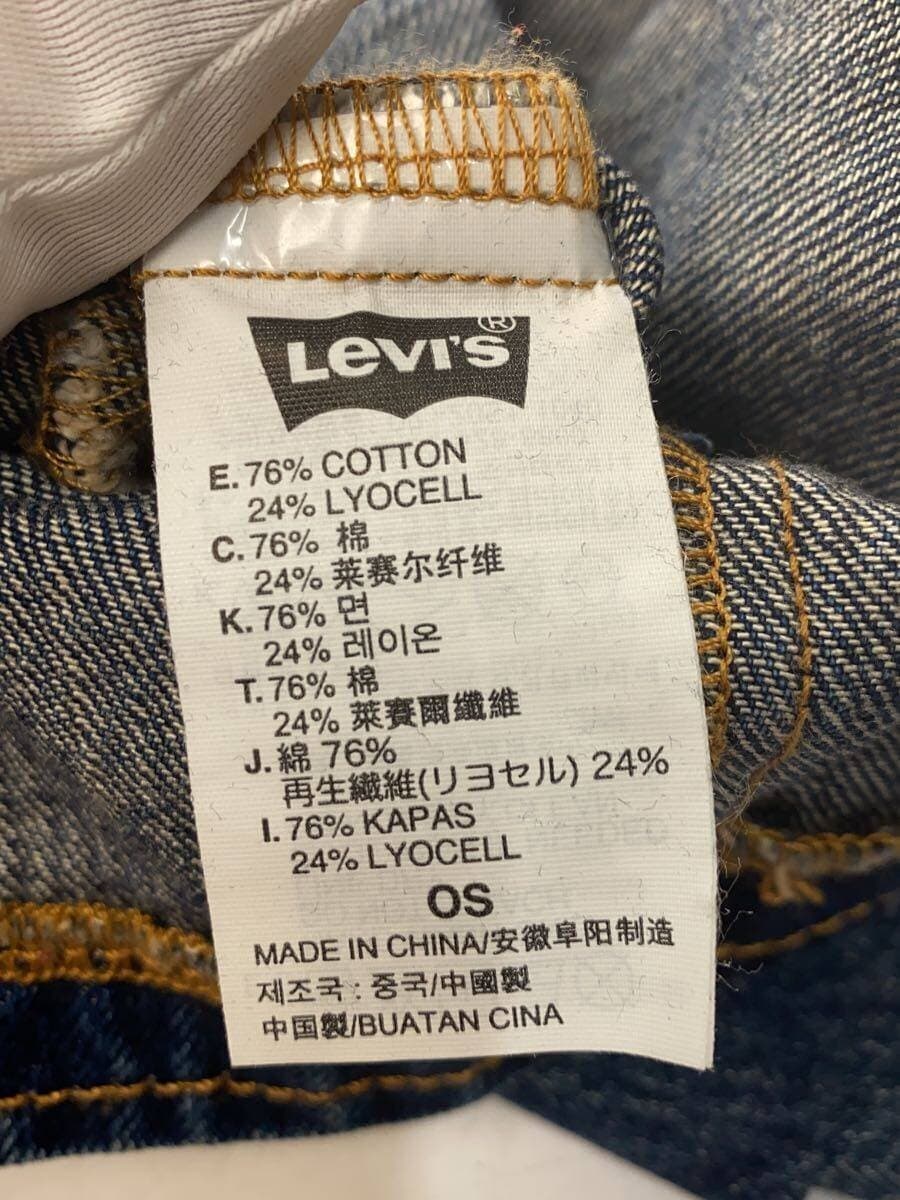 Levi's®
E. 76% COTTON
24% LYOCELL
C. 76% 棉
24% 莱赛尔纤维
K. 76% 면
24% 레이온
T. 76% 棉
24% 萊賽爾纖維
J. 綿 76%
再生繊維(リヨセル) 24%
I. 76% KAPAS
24% LYOCELL
OS
MADE IN CHINA/安徽阜阳制造
제조국 : 중국/中國製
中国製/BUATAN CINA